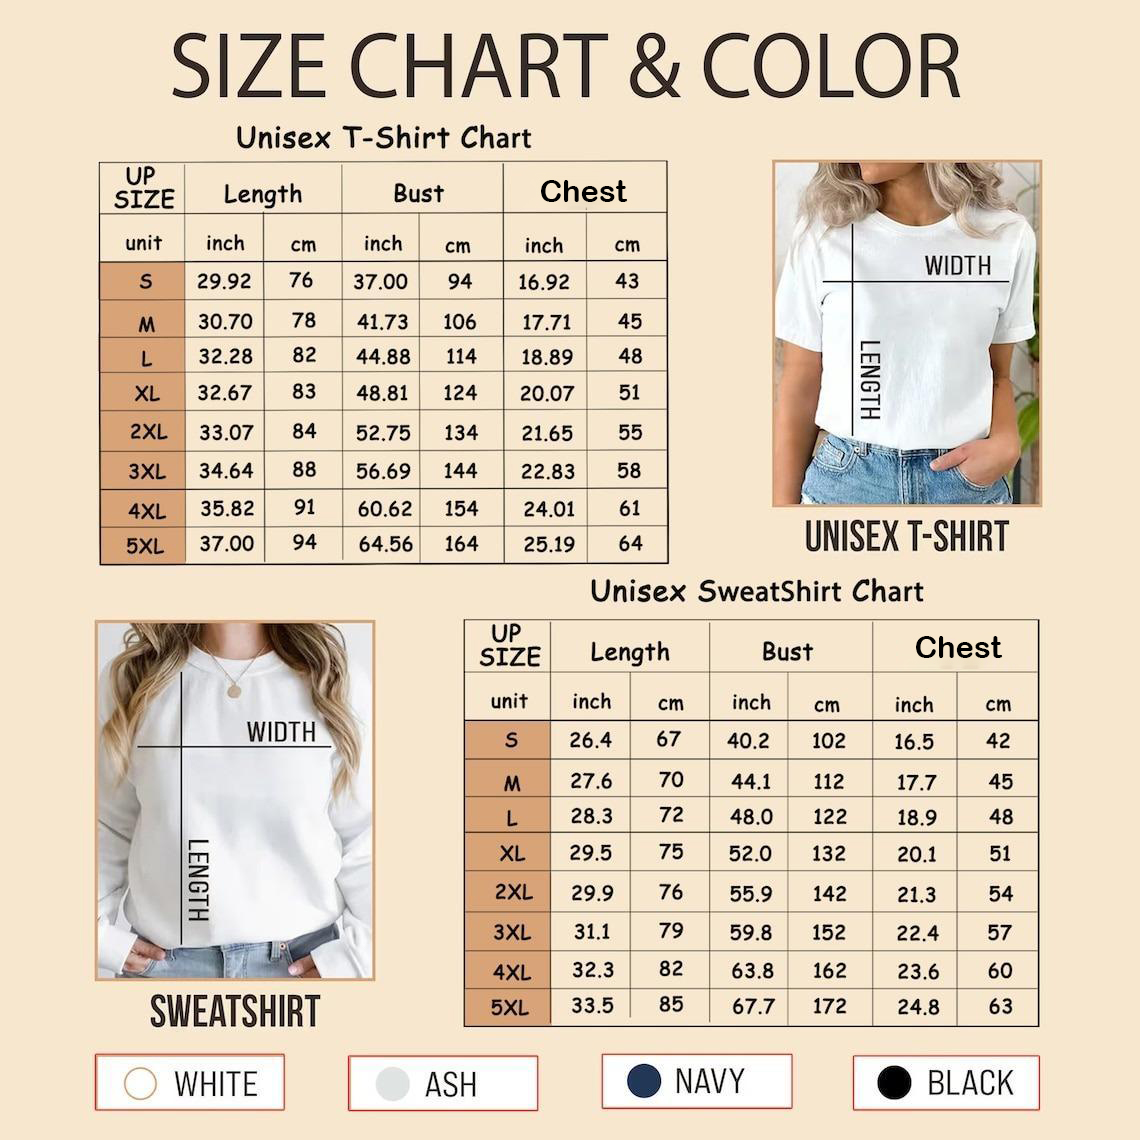 SIZE CHART & COLOR
Unisex T-Shirt Chart
UP SIZE Length Bust Chest
unit inch cm inch cm inch cm
S 29.92 76 37.00 94 16.92 43
M 30.70 78 41.73 106 17.71 45
L 32.28 82 44.88 114 18.89 48
XL 32.67 83 48.81 124 20.07 51
2XL 33.07 84 52.75 134 21.65 55
3XL 34.64 88 56.69 144 22.83 58
4XL 35.82 91 60.62 154 24.01 61
5XL 37.00 94 64.56 164 25.19 64
WIDTH
LENGTH
UNISEX T-SHIRT
Unisex SweatShirt Chart
UP SIZE Length Bust Chest
unit inch cm inch cm inch cm
S 26.4 67 40.2 102 16.5 42
M 27.6 70 44.1 112 17.7 45
L 28.3 72 48.0 122 18.9 48
XL 29.5 75 52.0 132 20.1 51
2XL 29.9 76 55.9 142 21.3 54
3XL 31.1 79 59.8 152 22.4 57
4XL 32.3 82 63.8 162 23.6 60
5XL 33.5 85 67.7 172 24.8 63
WIDTH
LENGTH
SWEATSHIRT
WHITE
ASH
NAVY
BLACK